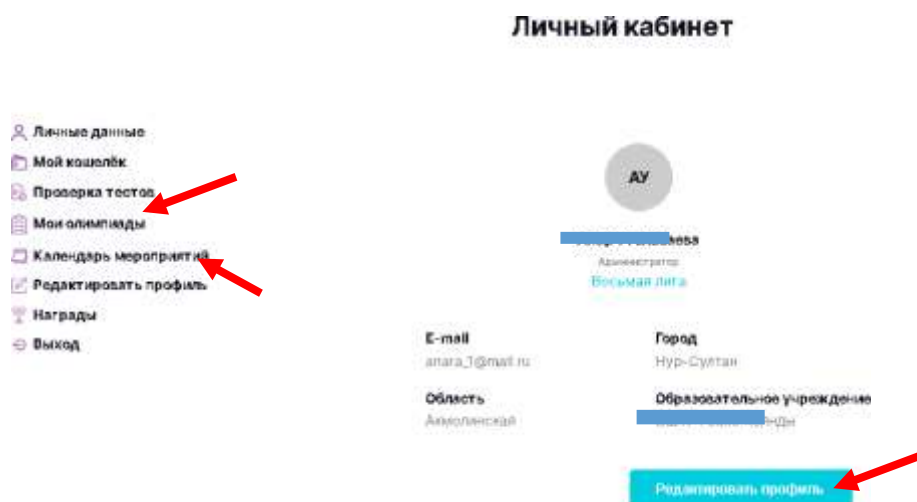 Личный кабинет
Личные данные
Мой кошелёк
Проверка тестов
Мои олимпиады
Календарь мероприятий
Редактировать профиль
Награды
Выход
АУ
Администратор
Восьмая лига
E-mail
anara_1@mail.ru
Город
Нур-Султан
Область
Акмолинская
Образовательное учреждение
Редактировать профиль